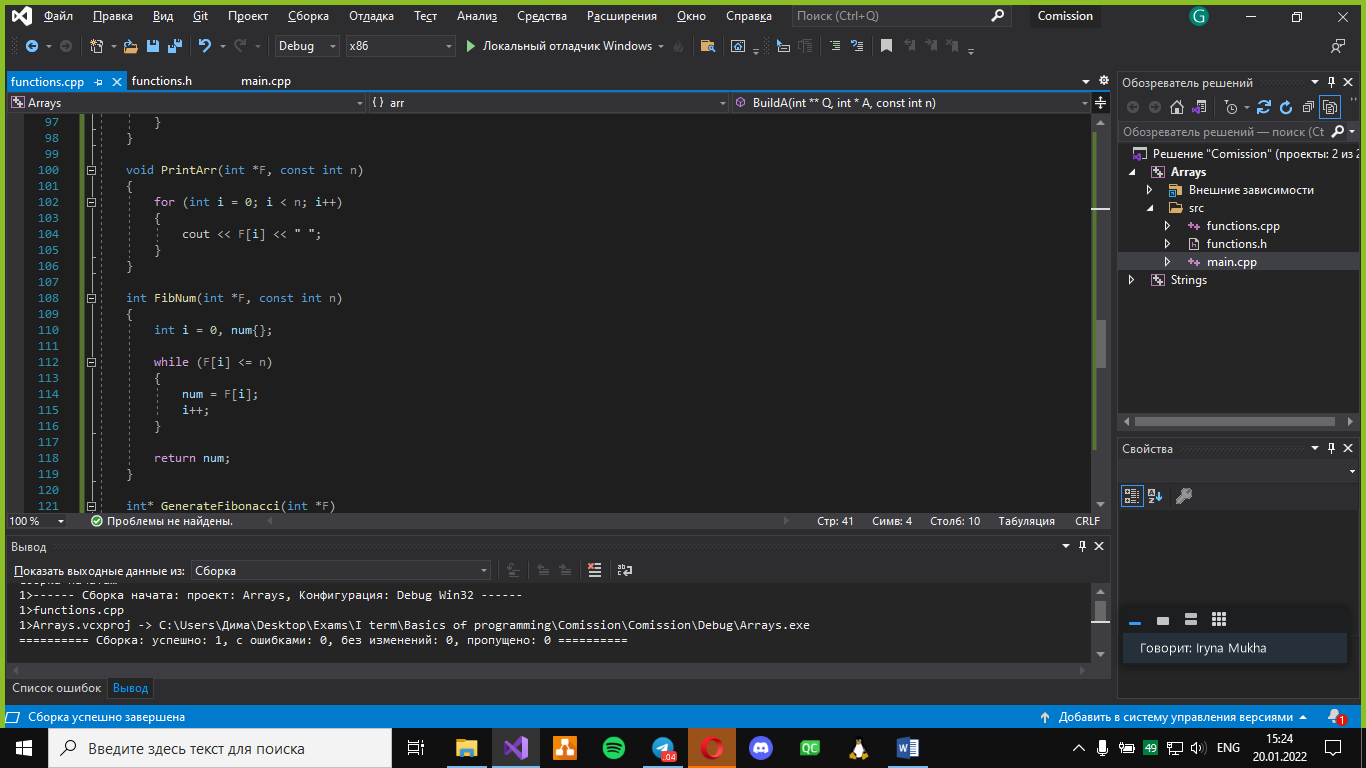 Файл Правка Вид Git Проект Сборка Отладка Тест Анализ Средства Расширения Окно Справка Поиск (Ctrl+Q) Comission G
Debug x86 Локальный отладчик Windows
functions.cpp functions.h main.cpp
Arrays {} arr BuildA(int ** Q, int * A, const int n)
97 }
98 }
99
100 void PrintArr(int *F, const int n)
101 {
102 for (int i = 0; i < n; i++)
103 {
104 cout << F[i] << " ";
105 }
106 }
107
108 int FibNum(int *F, const int n)
109 {
110 int i = 0, num{};
111
112 while (F[i] <= n)
113 {
114 num = F[i];
115 i++;
116 }
117
118 return num;
119 }
120
121 int* GenerateFibonacci(int *F)
100 % Проблемы не найдены. Стр: 41 Симв: 4 Столб: 10 Табуляция CRLF
Вывод
Показать выходные данные из: Сборка
1>------ Сборка начата: проект: Arrays, Конфигурация: Debug Win32 ------
1>functions.cpp
1>Arrays.vcxproj -> C:\Users\Дима\Desktop\Exams\I term\Basics of programming\Comission\Comission\Debug\Arrays.exe
========== Сборка: успешно: 1, с ошибками: 0, без изменений: 0, пропущено: 0 ==========
Список ошибок Вывод
Обозреватель решений
Обозреватель решений — поиск (Ct
Решение "Comission" (проекты: 2 из 2
Arrays
Внешние зависимости
src
functions.cpp
functions.h
main.cpp
Strings
Свойства
Говорит: Iryna Mukha
Сборка успешно завершена Добавить в систему управления версиями 1
Введите здесь текст для поиска .04 QC 49 ENG 15:24
20.01.2022